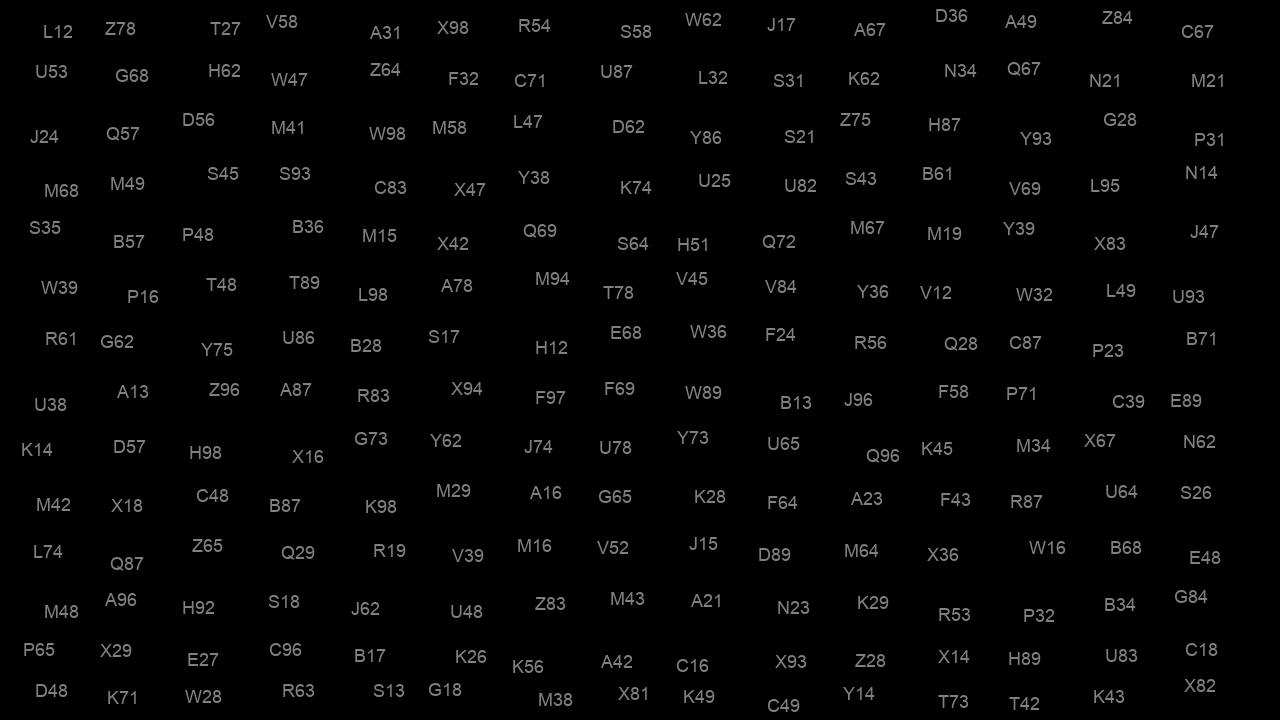 L12 Z78 T27 V58 A31 X98 R54 S58 W62 J17 A67 D36 A49 Z84 C67
U53 G68 H62 W47 Z64 F32 C71 U87 L32 S31 K62 N34 Q67 N21 M21
J24 Q57 D56 M41 W98 M58 L47 D62 Y86 S21 Z75 H87 Y93 G28 P31
M68 M49 S45 S93 C83 X47 Y38 K74 U25 U82 S43 B61 V69 L95 N14
S35 B57 P48 B36 M15 X42 Q69 S64 H51 Q72 M67 M19 Y39 X83 J47
W39 P16 T48 T89 L98 A78 M94 T78 V45 V84 Y36 V12 W32 L49 U93
R61 G62 Y75 U86 B28 S17 H12 E68 W36 F24 R56 Q28 C87 P23 B71
U38 A13 Z96 A87 R83 X94 F97 F69 W89 B13 J96 F58 P71 C39 E89
K14 D57 H98 X16 G73 Y62 J74 U78 Y73 U65 Q96 K45 M34 X67 N62
M42 X18 C48 B87 K98 M29 A16 G65 K28 F64 A23 F43 R87 U64 S26
L74 Q87 Z65 Q29 R19 V39 M16 V52 J15 D89 M64 X36 W16 B68 E48
M48 A96 H92 S18 J62 U48 Z83 M43 A21 N23 K29 R53 P32 B34 G84
P65 X29 E27 C96 B17 K26 K56 A42 C16 X93 Z28 X14 H89 U83 C18
D48 K71 W28 R63 S13 G18 M38 X81 K49 C49 Y14 T73 T42 K43 X82